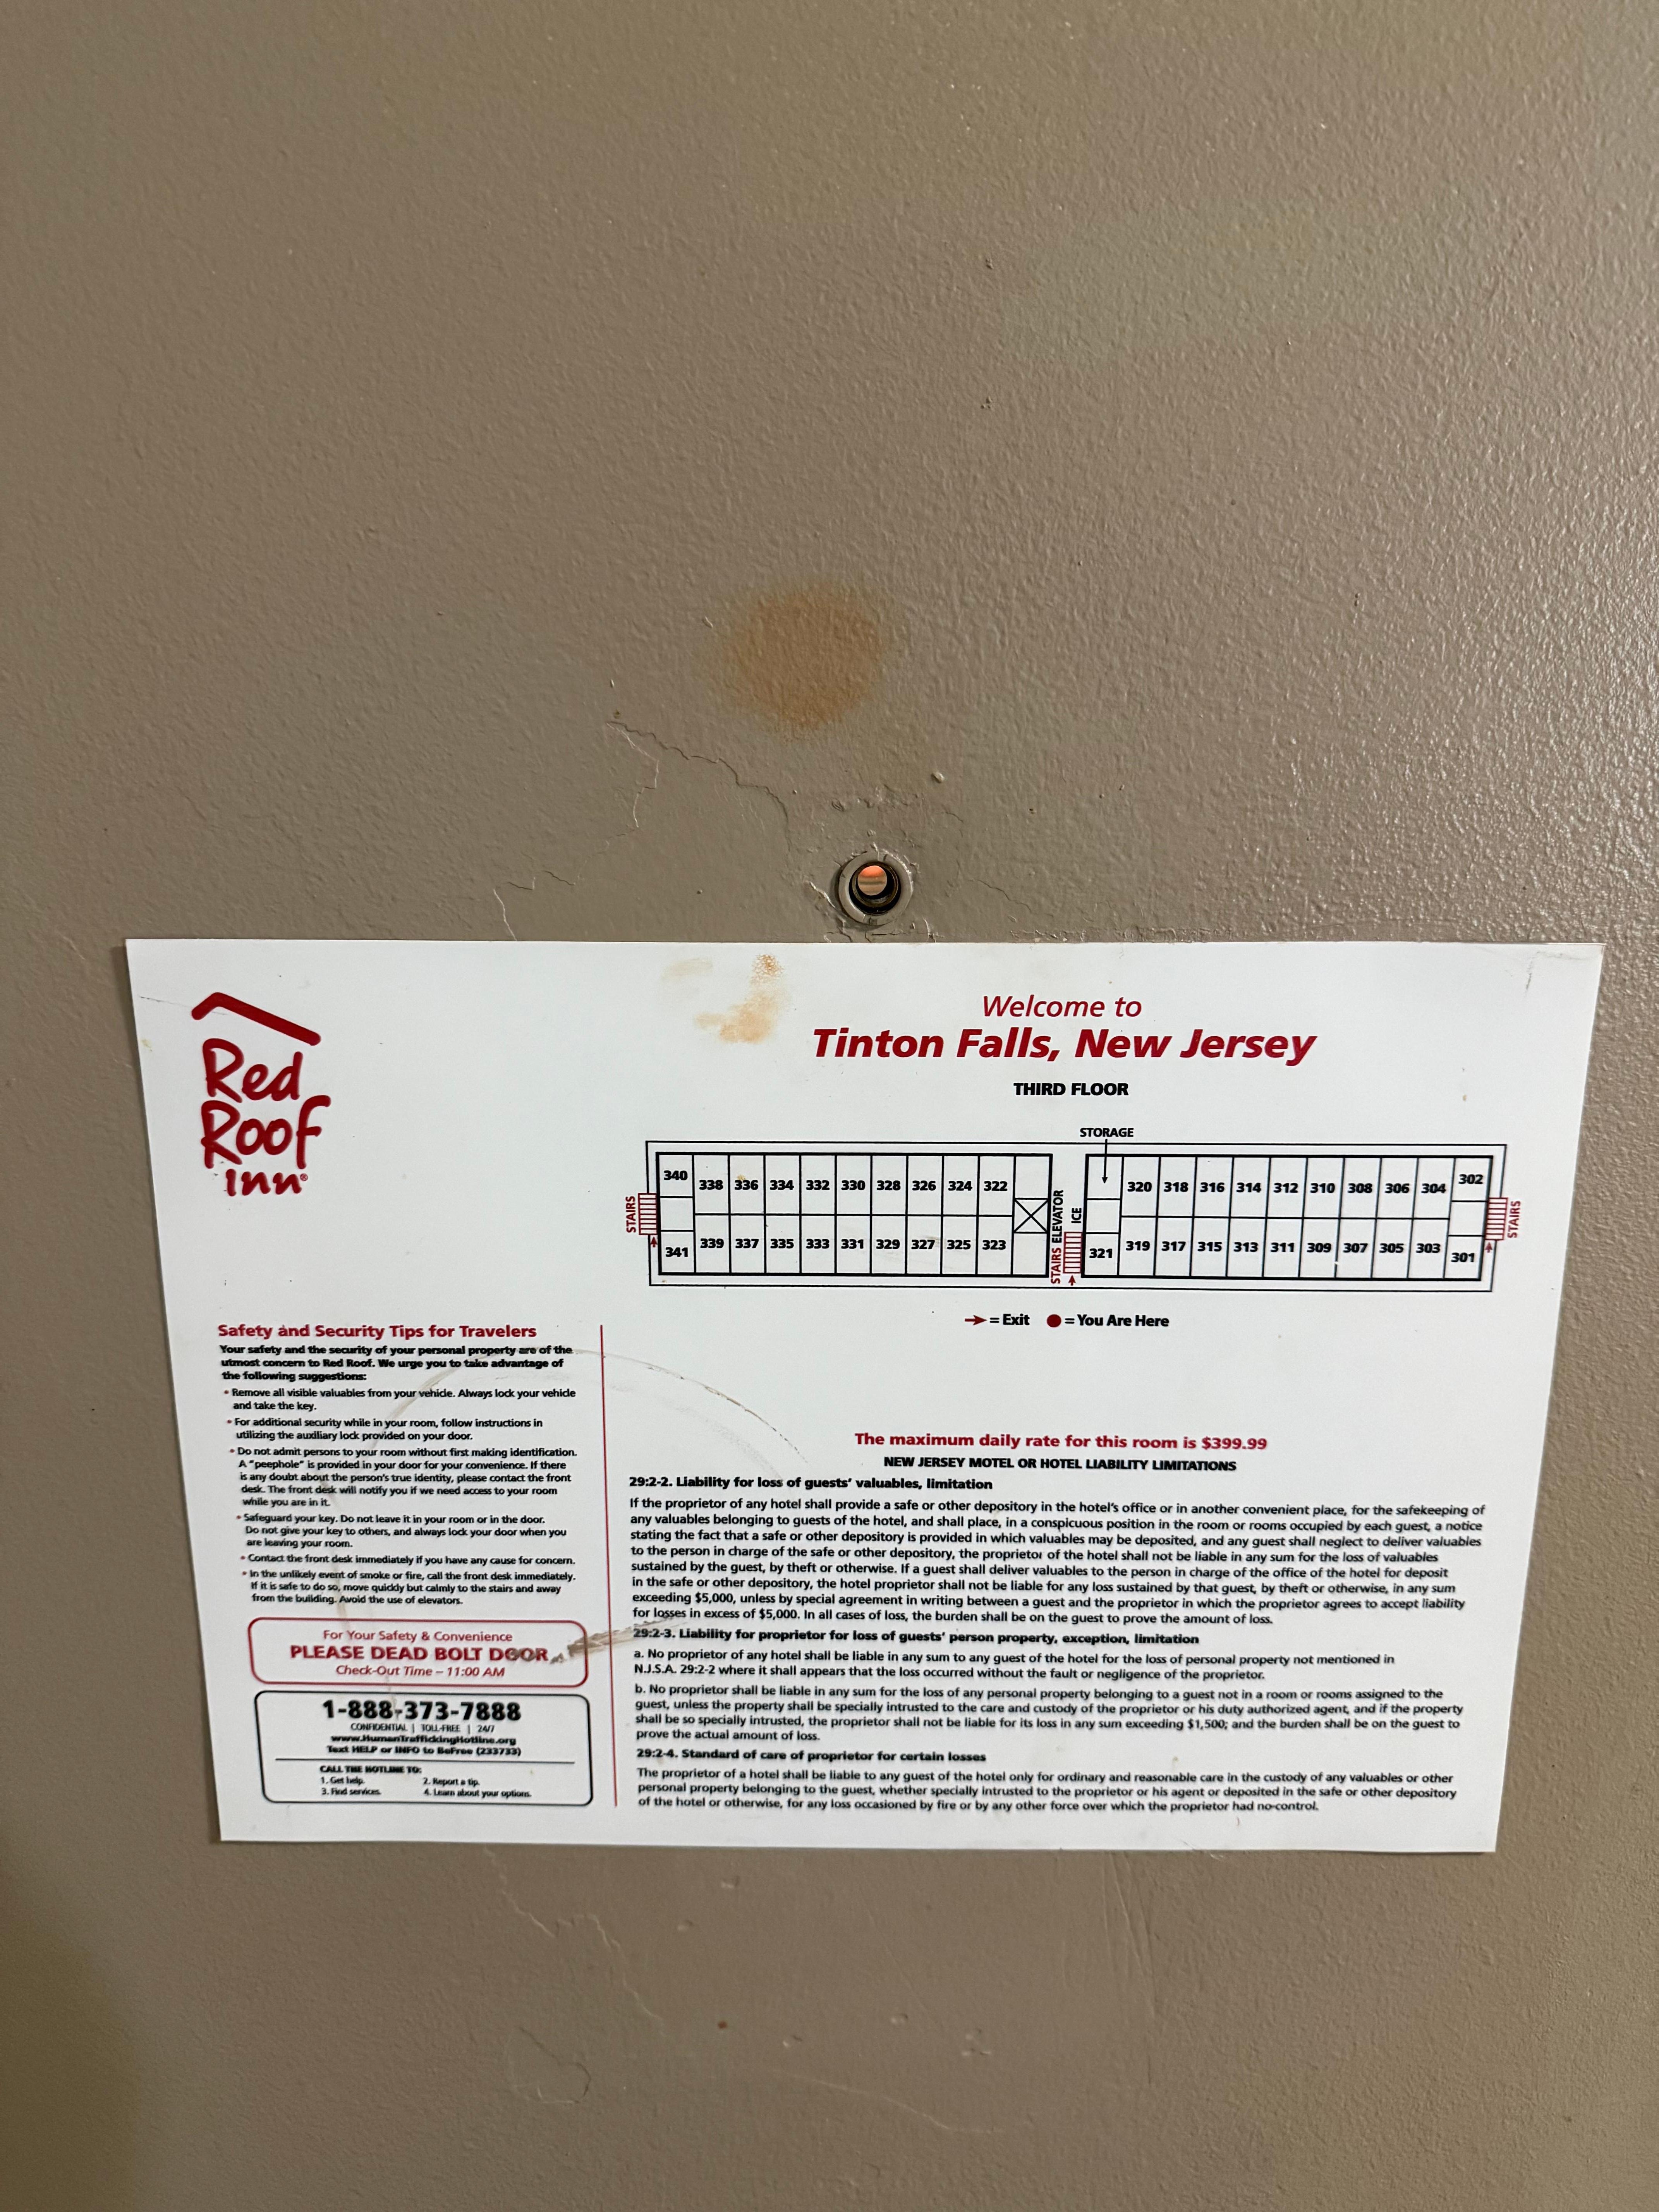 Red
Roof
Inn®
Welcome to
Tinton Falls, New Jersey
THIRD FLOOR
STORAGE
340 338 336 334 332 330 328 326 324 322
320 318 316 314 312 310 308 306 304 302
STAIRS
ELEVATOR
ICE
STAIRS
STAIRS
341 339 337 335 333 331 329 327 325 323
321 319 317 315 313 311 309 307 305 303 301
= Exit = You Are Here
Safety and Security Tips for Travelers
Your safety and the security of your personal property are of the
utmost concern to Red Roof. We urge you to take advantage of
the following suggestions:
• Remove all visible valuables from your vehicle. Always lock your vehicle
and take the key.
• For additional security while in your room, follow instructions in
utilizing the auxiliary lock provided on your door.
• Do not admit persons to your room without first making identification.
A "peephole" is provided in your door for your convenience. If there
is any doubt about the person's true identity, please contact the front
desk. The front desk will notify you if we need access to your room
while you are in it.
• Safeguard your key. Do not leave it in your room or in the door.
Do not give your key to others, and always lock your door when you
are leaving your room.
• Contact the front desk immediately if you have any cause for concern.
• In the unlikely event of smoke or fire, call the front desk immediately.
If it is safe to do so, move quickly but calmly to the stairs and away
from the building. Avoid the use of elevators.
For Your Safety & Convenience
PLEASE DEAD BOLT DOOR
Check-Out Time – 11:00 AM
1-888-373-7888
CONFIDENTIAL | TOLL-FREE | 24/7
www.HumanTraffickingHotline.org
Text HELP or INFO to BeFree (233733)
CALL THE HOTLINE TO:
1. Get help. 2. Report a tip.
3. Find services. 4. Learn about your options.
The maximum daily rate for this room is $399.99
NEW JERSEY MOTEL OR HOTEL LIABILITY LIMITATIONS
29:2-2. Liability for loss of guests' valuables, limitation
If the proprietor of any hotel shall provide a safe or other depository in the hotel's office or in another convenient place, for the safekeeping of
any valuables belonging to guests of the hotel, and shall place, in a conspicuous position in the room or rooms occupied by each guest, a notice
stating the fact that a safe or other depository is provided in which valuables may be deposited, and any guest shall neglect to deliver valuables
to the person in charge of the safe or other depository, the proprietor of the hotel shall not be liable in any sum for the loss of valuables
sustained by the guest, by theft or otherwise. If a guest shall deliver valuables to the person in charge of the office of the hotel for deposit
in the safe or other depository, the hotel proprietor shall not be liable for any loss sustained by that guest, by theft or otherwise, in any sum
exceeding $5,000, unless by special agreement in writing between a guest and the proprietor in which the proprietor agrees to accept liability
for losses in excess of $5,000. In all cases of loss, the burden shall be on the guest to prove the amount of loss.
29:2-3. Liability for proprietor for loss of guests' person property, exception, limitation
a. No proprietor of any hotel shall be liable in any sum to any guest of the hotel for the loss of personal property not mentioned in
N.J.S.A. 29:2-2 where it shall appears that the loss occurred without the fault or negligence of the proprietor.
b. No proprietor shall be liable in any sum for the loss of any personal property belonging to a guest not in a room or rooms assigned to the
guest, unless the property shall be specially intrusted to the care and custody of the proprietor or his duty authorized agent, and if the property
shall be so specially intrusted, the proprietor shall not be liable for its loss in any sum exceeding $1,500; and the burden shall be on the guest to
prove the actual amount of loss.
29:2-4. Standard of care of proprietor for certain losses
The proprietor of a hotel shall be liable to any guest of the hotel only for ordinary and reasonable care in the custody of any valuables or other
personal property belonging to the guest, whether specially intrusted to the proprietor or his agent or deposited in the safe or other depository
of the hotel or otherwise, for any loss occasioned by fire or by any other force over which the proprietor had no-control.